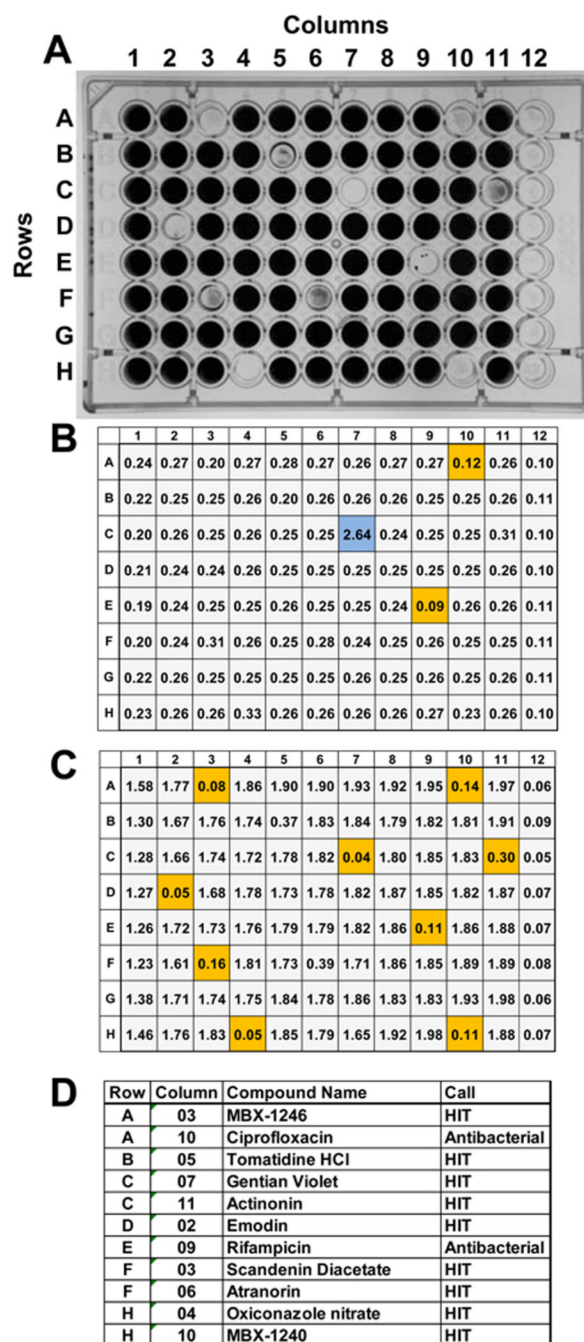 Columns
A
1 2 3 4 5 6 7 8 9 10 11 12
Rows
A
B
C
D
E
F
G
H
B
1 2 3 4 5 6 7 8 9 10 11 12
A 0.24 0.27 0.20 0.27 0.28 0.27 0.26 0.27 0.27 0.12 0.26 0.10
B 0.22 0.25 0.25 0.26 0.20 0.26 0.26 0.26 0.25 0.25 0.26 0.11
C 0.20 0.26 0.25 0.26 0.25 0.25 2.64 0.24 0.25 0.25 0.31 0.10
D 0.21 0.24 0.24 0.26 0.25 0.25 0.25 0.25 0.25 0.25 0.26 0.10
E 0.19 0.24 0.25 0.25 0.26 0.25 0.25 0.24 0.09 0.26 0.26 0.11
F 0.20 0.24 0.31 0.26 0.25 0.28 0.24 0.26 0.25 0.25 0.25 0.11
G 0.22 0.26 0.25 0.25 0.25 0.25 0.26 0.25 0.26 0.25 0.26 0.11
H 0.23 0.26 0.26 0.33 0.26 0.26 0.26 0.26 0.27 0.23 0.26 0.10
C
1 2 3 4 5 6 7 8 9 10 11 12
A 1.58 1.77 0.08 1.86 1.90 1.90 1.93 1.92 1.95 0.14 1.97 0.06
B 1.30 1.67 1.76 1.74 0.37 1.83 1.84 1.79 1.82 1.81 1.91 0.09
C 1.28 1.66 1.74 1.72 1.78 1.82 0.04 1.80 1.85 1.83 0.30 0.05
D 1.27 0.05 1.68 1.78 1.73 1.78 1.82 1.87 1.85 1.82 1.87 0.07
E 1.26 1.72 1.73 1.76 1.79 1.79 1.82 1.86 0.11 1.86 1.88 0.07
F 1.23 1.61 0.16 1.81 1.73 0.39 1.71 1.86 1.85 1.89 1.89 0.08
G 1.38 1.71 1.74 1.75 1.84 1.78 1.86 1.83 1.83 1.93 1.98 0.06
H 1.46 1.76 1.83 0.05 1.85 1.79 1.65 1.92 1.98 0.11 1.88 0.07
D
Row Column Compound Name Call
A 03 MBX-1246 HIT
A 10 Ciprofloxacin Antibacterial
B 05 Tomatidine HCl HIT
C 07 Gentian Violet HIT
C 11 Actinonin HIT
D 02 Emodin HIT
E 09 Rifampicin Antibacterial
F 03 Scandenin Diacetate HIT
F 06 Atranorin HIT
H 04 Oxiconazole nitrate HIT
H 10 MBX-1240 HIT